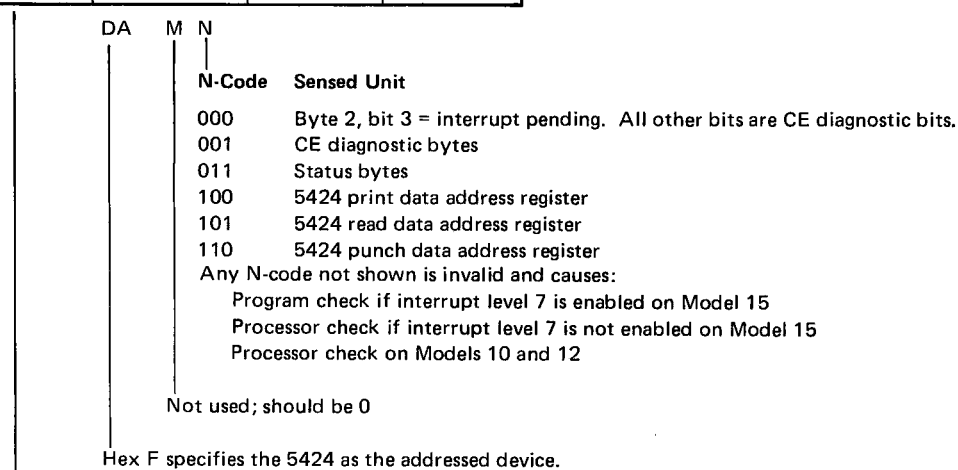 DA M N
N-Code Sensed Unit
000 Byte 2, bit 3 = interrupt pending. All other bits are CE diagnostic bits.
001 CE diagnostic bytes
011 Status bytes
100 5424 print data address register
101 5424 read data address register
110 5424 punch data address register
Any N-code not shown is invalid and causes:
Program check if interrupt level 7 is enabled on Model 15
Processor check if interrupt level 7 is not enabled on Model 15
Processor check on Models 10 and 12
Not used; should be 0
Hex F specifies the 5424 as the addressed device.